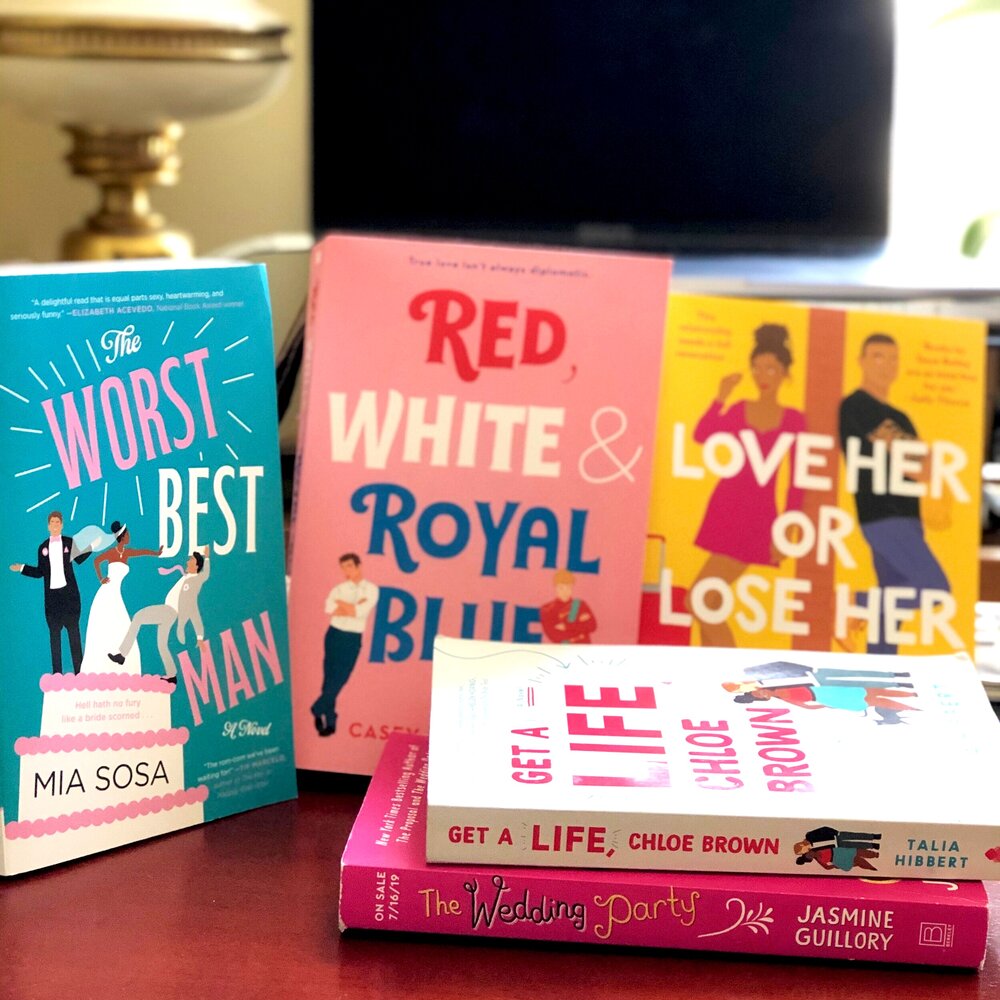 "A delightful read that is equal parts sexy, heartwarming, and
seriously funny." —ELIZABETH ACEVEDO, National Book Award winner
The
WORST
BEST
MAN
A Novel
Hell hath no fury
like a bride scorned . . .
"The rom-com we've been
waiting for!"
MIA SOSA
True love isn't always diplomatic.
RED,
WHITE &
ROYAL
BLUE
CASEY
LOVE HER
OR
LOSE HER
GET A
LIFE,
CHLOE
BROWN
GET A LIFE, CHLOE BROWN
TALIA
HIBBERT
New York Times Bestselling Author of
The Proposal and The Wedding
ON SALE
7/16/19
The Wedding Party
JASMINE
GUILLORY
B
BERKLEY